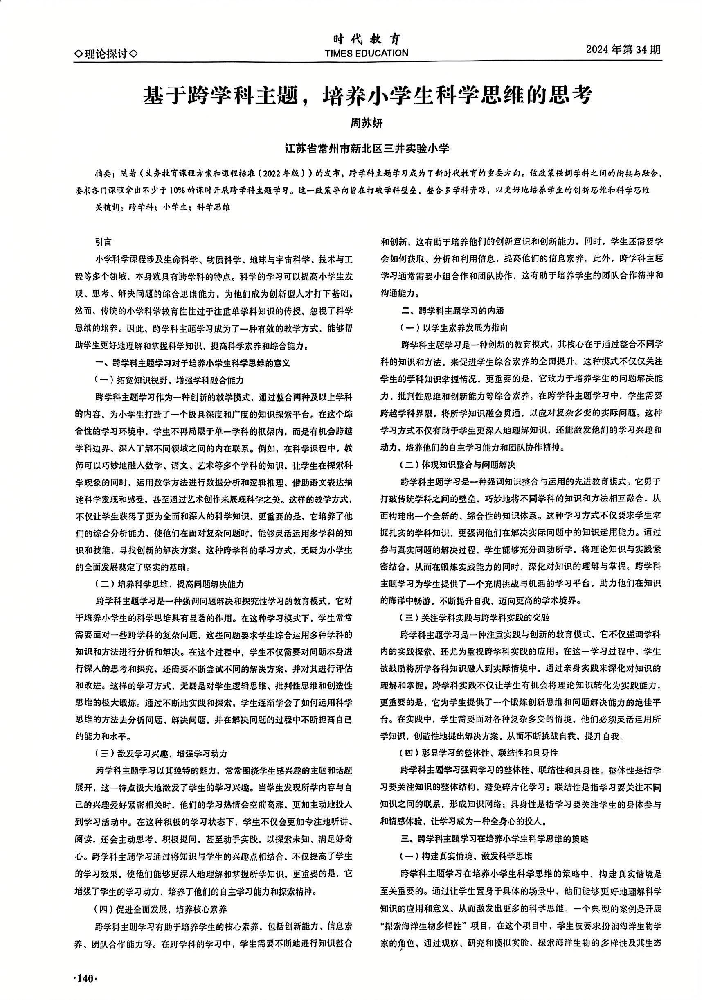 ◇理论探讨◇
时代教育
TIMES EDUCATION
2024年第34期
基于跨学科主题，培养小学生科学思维的思考
周苏妍
江苏省常州市新北区三井实验小学
摘要：随着《义务教育课程方案和课程标准（2022年版）》的发布，跨学科主题学习成为了新时代教育的重要方向。该政策强调学科之间的衔接与融合，
要求各门课程拿出不少于10%的课时开展跨学科主题学习。这一政策导向旨在打破学科壁垒，整合多学科资源，以更好地培养学生的创新思维和科学思维
关键词：跨学科；小学生；科学思维
引言
小学科学课程涉及生命科学、物质科学、地球与宇宙科学、技术与工
程等多个领域、本身就具有跨学科的特点。科学的学习可以提高小学生发
现、思考、解决问题的综合思维能力、为他们成为创新型人才打下基础。
然而、传统的小学科学教育往往过于注重单学科知识的传授、忽视了科学
思维的培养。因此、跨学科主题学习成为了一种有效的教学方式，能够帮
助学生更好地理解和掌握科学知识、提高科学素养和综合能力。
一、跨学科主题学习对于培养小学生科学思维的意义
（一）拓宽知识视野、增强学科融合能力
跨学科主题学习作为一种创新的教学模式，通过整合两种及以上学科
的内容、为小学生打造了一个极具深度和广度的知识探索平台。在这个综
合性的学习环境中，学生不再局限于单一学科的框架内，而是有机会跨越
学科边界、深入了解不同领域之间的内在联系。例如，在科学课程中，教
师可以巧妙地融入数学、语文、艺术等多个学科的知识，让学生在探索科
学现象的同时、运用数学方法进行数据分析和逻辑推理、借助语文表达描
述科学发现和感受、甚至通过艺术创作来展现科学之美。这样的教学方式，
不仅让学生获得了更为全面和深入的科学知识、更重要的是，它培养了他
们的综合分析能力、使他们在面对复杂问题时，能够灵活运用多学科的知
识和技能、寻找创新的解决方案。这种跨学科的学习方式，无疑为小学生
的全面发展奠定了坚实的基础。
（二）培养科学思维，提高问题解决能力
跨学科主题学习是一种强调问题解决和探究性学习的教育模式，它对
于培养小学生的科学思维具有显著的作用。在这种学习模式下，学生常常
需要面对一些跨学科的复杂问题，这些问题要求学生综合运用多种学科的
知识和方法进行分析和解决。在这个过程中，学生不仅需要对问题本身进
行深入的思考和探究，还需要不断尝试不同的解决方案，并对其进行评估
和改进。这样的学习方式，无疑是对学生逻辑思维、批判性思维和创造性
思维的极大锻炼。通过不断地实践和探索，学生逐渐学会了如何运用科学
思维的方法去分析问题、解决问题，并在解决问题的过程中不断提高自己
的能力和水平。
（三）激发学习兴趣，增强学习动力
跨学科主题学习以其独特的魅力，常常围绕学生感兴趣的主题和话题
展开，这一特点极大地激发了学生的学习兴趣。当学生发现所学内容与自
己的兴趣爱好紧密相关时，他们的学习热情会空前高涨，更加主动地投入
到学习活动中。在这种积极的学习状态下，学生不仅会更加专注地听讲、
阅读，还会主动思考、积极提问，甚至动手实践，以探索未知、满足好奇
心。跨学科主题学习通过将知识与学生的兴趣点相结合，不仅提高了学生
的学习效果，使他们能够更深入地理解和掌握所学知识，更重要的是，它
增强了学生的学习动力，培养了他们的自主学习能力和探索精神。
（四）促进全面发展，培养核心素养
跨学科主题学习有助于培养学生的核心素养，包括创新能力、信息素
养、团队合作能力等。在跨学科的学习中，学生需要不断地进行知识整合
和创新，这有助于培养他们的创新意识和创新能力。同时，学生还需要学
会如何获取、分析和利用信息，提高他们的信息素养。此外，跨学科主题
学习通常需要小组合作和团队协作，这有助于培养学生的团队合作精神和
沟通能力。
二、跨学科主题学习的内涵
（一）以学生素养发展为指向
跨学科主题学习是一种创新的教育模式，其核心在于通过整合不同学
科的知识和方法，来促进学生综合素养的全面提升。这种模式不仅仅关注
学生的学科知识掌握情况，更重要的是，它致力于培养学生的问题解决能
力、批判性思维和创新能力等综合素养。在跨学科主题学习中，学生需要
跨越学科界限，将所学知识融会贯通，以应对复杂多变的实际问题。这种
学习方式不仅有助于学生更深入地理解知识，还能激发他们的学习兴趣和
动力，培养他们的自主学习能力和团队协作精神。
（二）体现知识整合与问题解决
跨学科主题学习是一种强调知识整合与运用的先进教育模式。它勇于
打破传统学科之间的壁垒，巧妙地将不同学科的知识和方法相互融合，从
而构建出一个全新的、综合性的知识体系。这种学习方式不仅要求学生掌
握扎实的学科知识，更强调他们在解决实际问题中的知识运用能力。通过
参与真实问题的解决过程，学生能够充分调动所学，将理论知识与实践紧
密结合，从而在锻炼实践能力的同时，深化对知识的理解与掌握。跨学科
主题学习为学生提供了一个充满挑战与机遇的学习平台，助力他们在知识
的海洋中畅游，不断提升自我，迈向更高的学术境界。
（三）关注学科实践与跨学科实践的交融
跨学科主题学习是一种注重实践与创新的教育模式，它不仅强调学科
内的实践探索，还尤为重视跨学科实践的应用。在这一学习过程中，学生
被鼓励将所学各科知识融入到实际情境中，通过亲身实践来深化对知识的
理解和掌握。跨学科实践不仅让学生有机会将理论知识转化为实践能力，
更重要的是，它为学生提供了一个锻炼创新思维和问题解决能力的绝佳平
台。在实践中，学生需要面对各种复杂多变的情境，他们必须灵活运用所
学知识，创造性地提出解决方案，从而不断挑战自我、提升自我。
（四）彰显学习的整体性、联结性和具身性
跨学科主题学习强调学习的整体性、联结性和具身性。整体性是指学
习要关注知识的整体结构，避免碎片化学习；联结性是指学习要关注不同
知识之间的联系，形成知识网络；具身性是指学习要关注学生的身体参与
和情感体验，让学习成为一种全身心的投入。
三、跨学科主题学习在培养小学生科学思维的策略
（一）构建真实情境、激发科学思维
跨学科主题学习在培养小学生科学思维的策略中、构建真实情境是
至关重要的。通过让学生置身于具体的场景中，他们能够更好地理解科学
知识的应用和意义，从而激发出更多的科学思维。一个典型的案例是开展
“探索海洋生物多样性”项目。在这个项目中，学生被要求扮演海洋生物学
家的角色，通过观察、研究和模拟实验，探索海洋生物的多样性及其生态
·140·